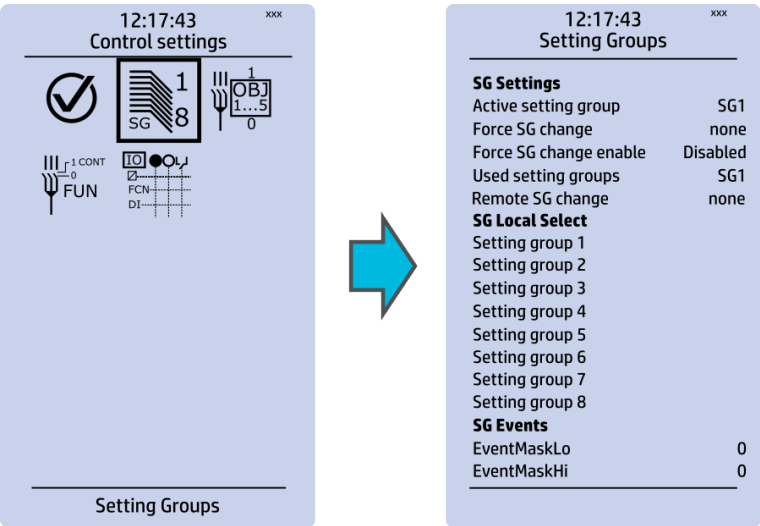 12:17:43 xxx
Control settings
1
SG 8
1
OBJ
1...5
0
1 CONT
0
FUN
IO
FCN
DI
Setting Groups
12:17:43 xxx
Setting Groups
SG Settings
Active setting group SG1
Force SG change none
Force SG change enable Disabled
Used setting groups SG1
Remote SG change none
SG Local Select
Setting group 1
Setting group 2
Setting group 3
Setting group 4
Setting group 5
Setting group 6
Setting group 7
Setting group 8
SG Events
EventMaskLo 0
EventMaskHi 0